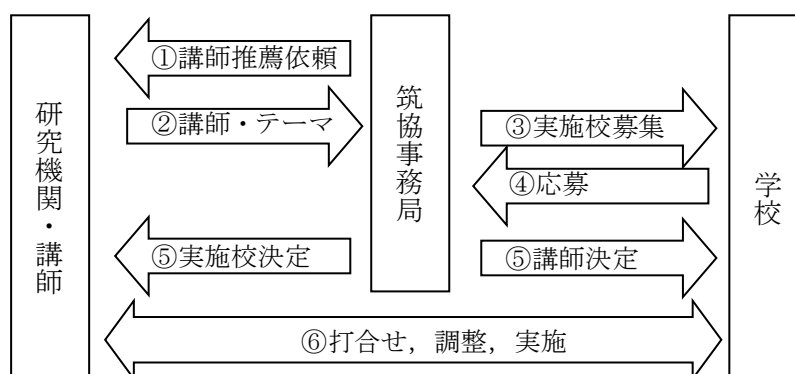 ①講師推薦依頼
②講師・テーマ
③実施校募集
④応募
⑤実施校決定
⑤講師決定
⑥打合せ，調整，実施
研究機関・講師
筑協事務局
学校